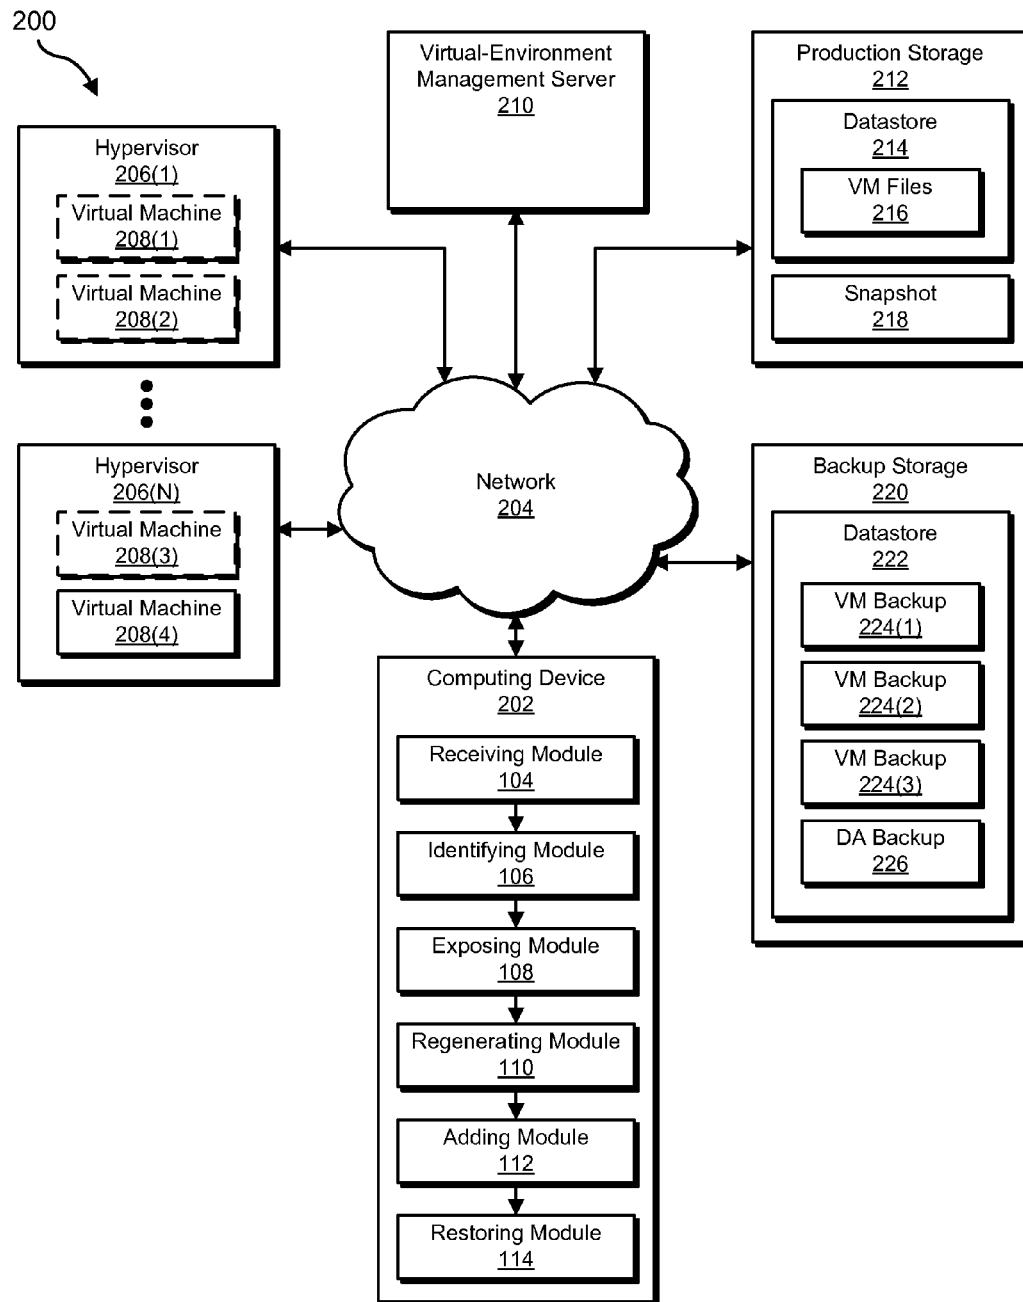 200
Virtual-Environment
Management Server
210
Production Storage
212
Datastore
214
VM Files
216
Snapshot
218
Hypervisor
206(1)
Virtual Machine
208(1)
Virtual Machine
208(2)
Hypervisor
206(N)
Virtual Machine
208(3)
Virtual Machine
208(4)
Network
204
Backup Storage
220
Datastore
222
VM Backup
224(1)
VM Backup
224(2)
VM Backup
224(3)
DA Backup
226
Computing Device
202
Receiving Module
104
Identifying Module
106
Exposing Module
108
Regenerating Module
110
Adding Module
112
Restoring Module
114